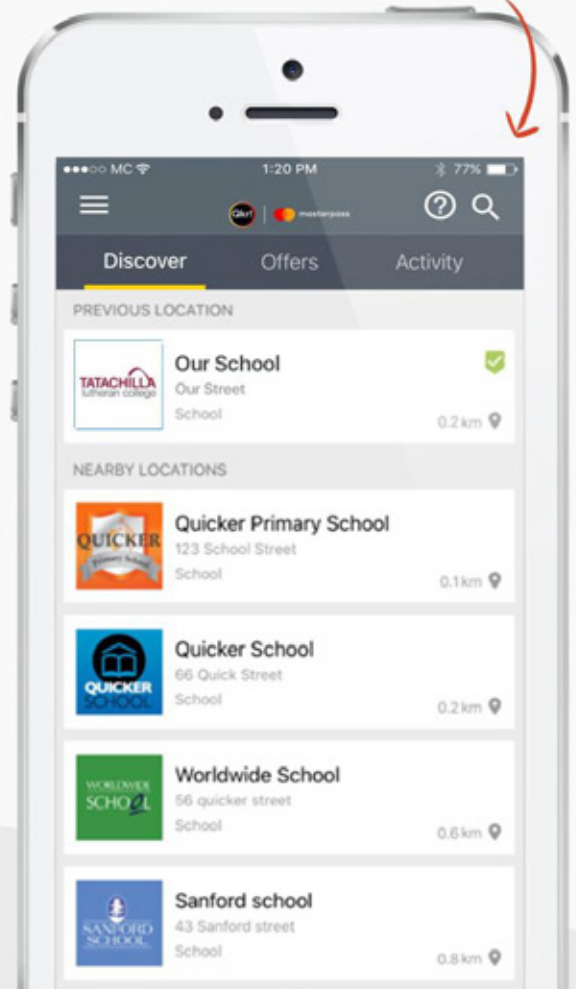 MC
1:20 PM
77%
Qkr!
masterpass
Discover
Offers
Activity
PREVIOUS LOCATION
TATACHILLA
lutheran college
Our School
Our Street
School
0.2 km
NEARBY LOCATIONS
QUICKER
Primary School
Quicker Primary School
123 School Street
School
0.1 km
QUICKER
SCHOOL
Quicker School
66 Quick Street
School
0.2 km
WORLDWIDE
SCHOOL
Worldwide School
56 quicker street
School
0.6 km
SANFORD
SCHOOL
Sanford school
43 Sanford street
School
0.8 km